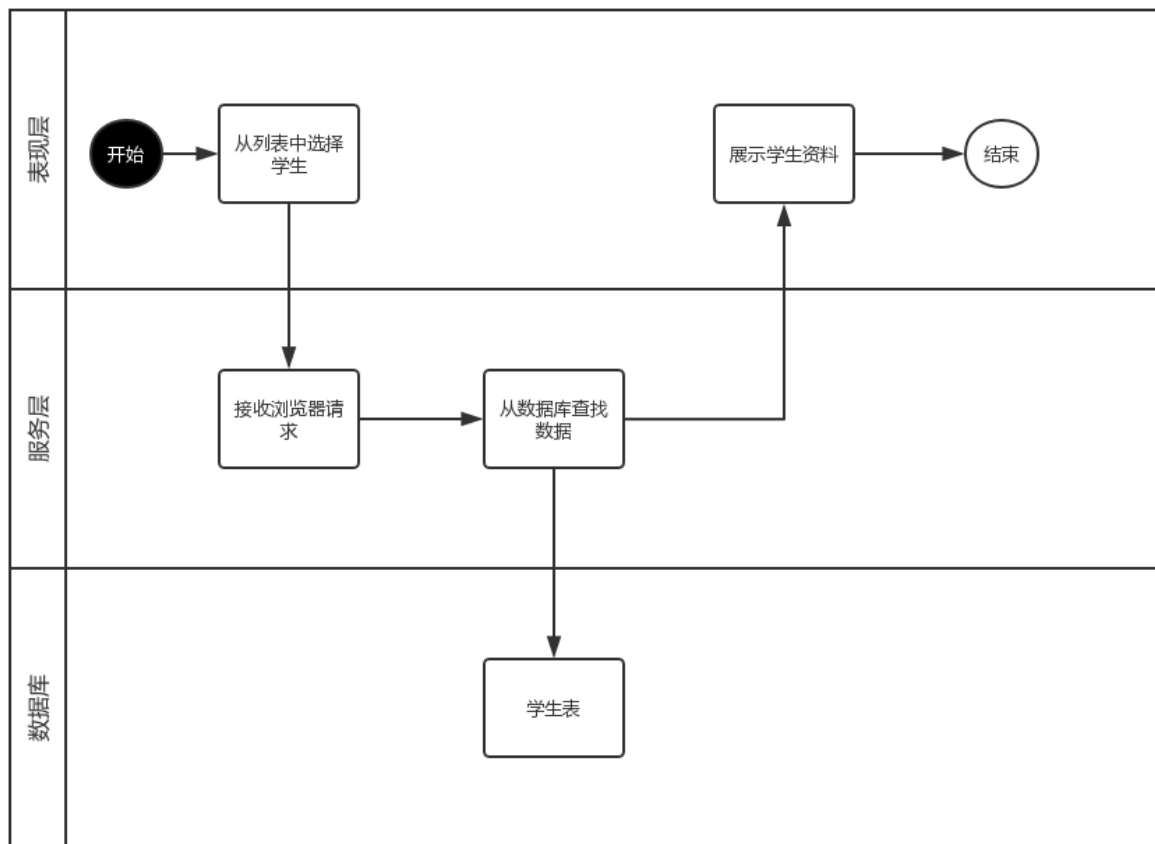 表现层
开始
从列表中选择
学生
展示学生资料
结束
服务层
接收浏览器请
求
从数据库查找
数据
数据库
学生表